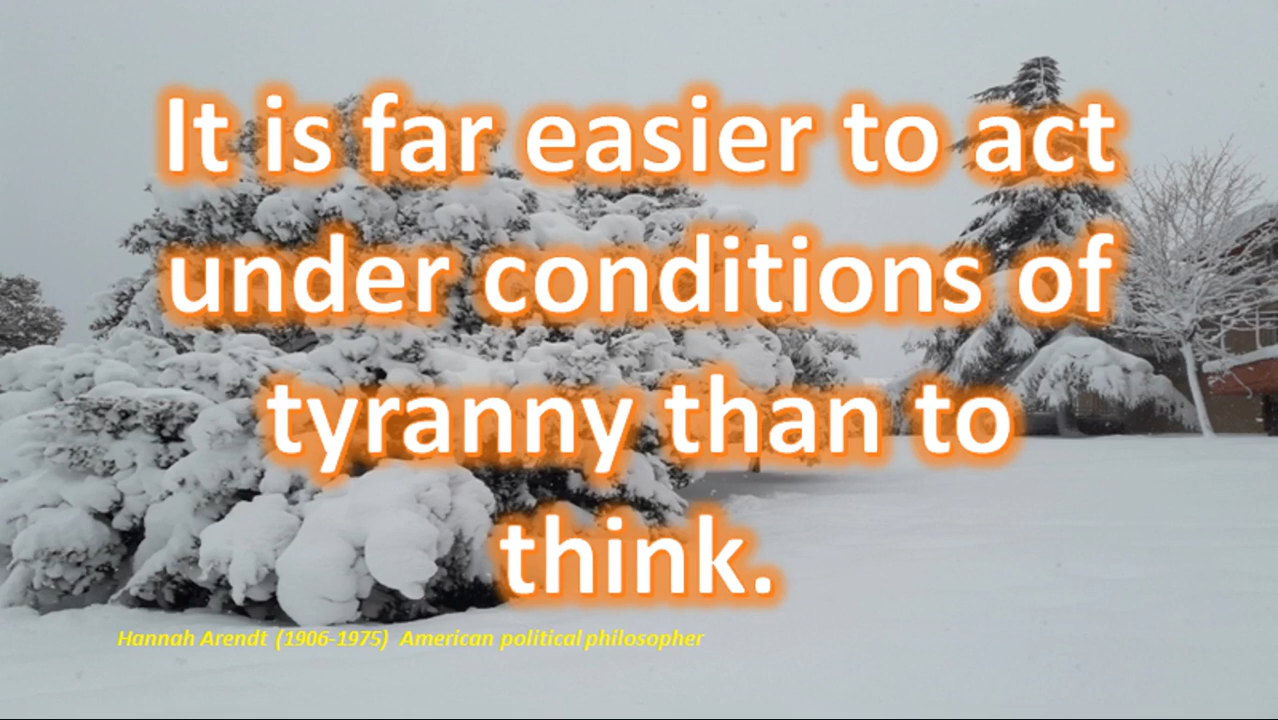 It is far easier to act
under conditions of
tyranny than to
think.
Hannah Arendt (1906-1975) American political philosopher